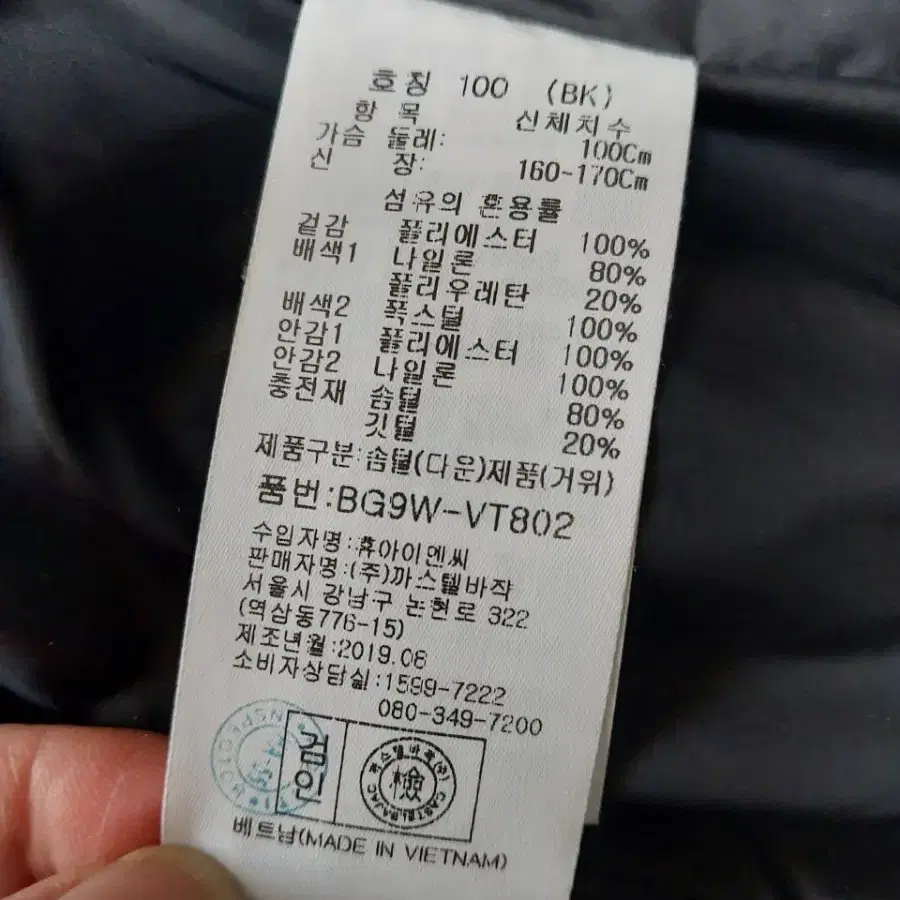 호칭 100 (BK)
항 목 신체치수
가슴 둘레: 100Cm
신 장: 160~170Cm
섬유의 혼용률
겉감 폴리에스터 100%
배색1 나일론 80%
폴리우레탄 20%
배색2 폭스털 100%
안감1 폴리에스터 100%
안감2 나일론 100%
충전재 솜털 80%
깃털 20%
제품구분:솜털(다운)제품(거위)
품번:BG9W-VT802
수입자명:휴아이엔씨
판매자명:(주)까스텔바작
서울시 강남구 논현로 322
(역삼동776-15)
제조년월:2019.08
소비자상담실:1599-7222
080-349-7200
검인
檢
베트남(MADE IN VIETNAM)